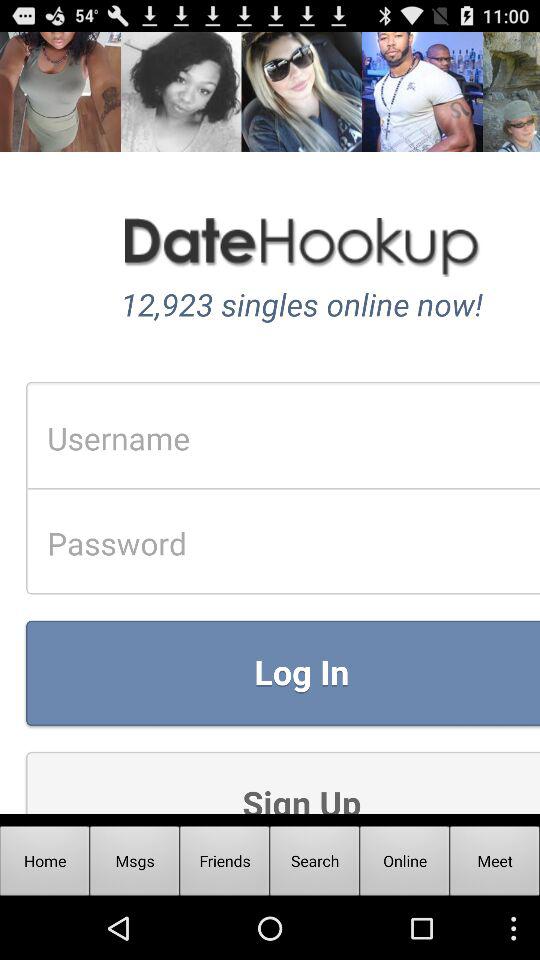 54° 11:00
DateHookup
12,923 singles online now!
Username
Password
Log In
Sign Up
Home Msgs Friends Search Online Meet